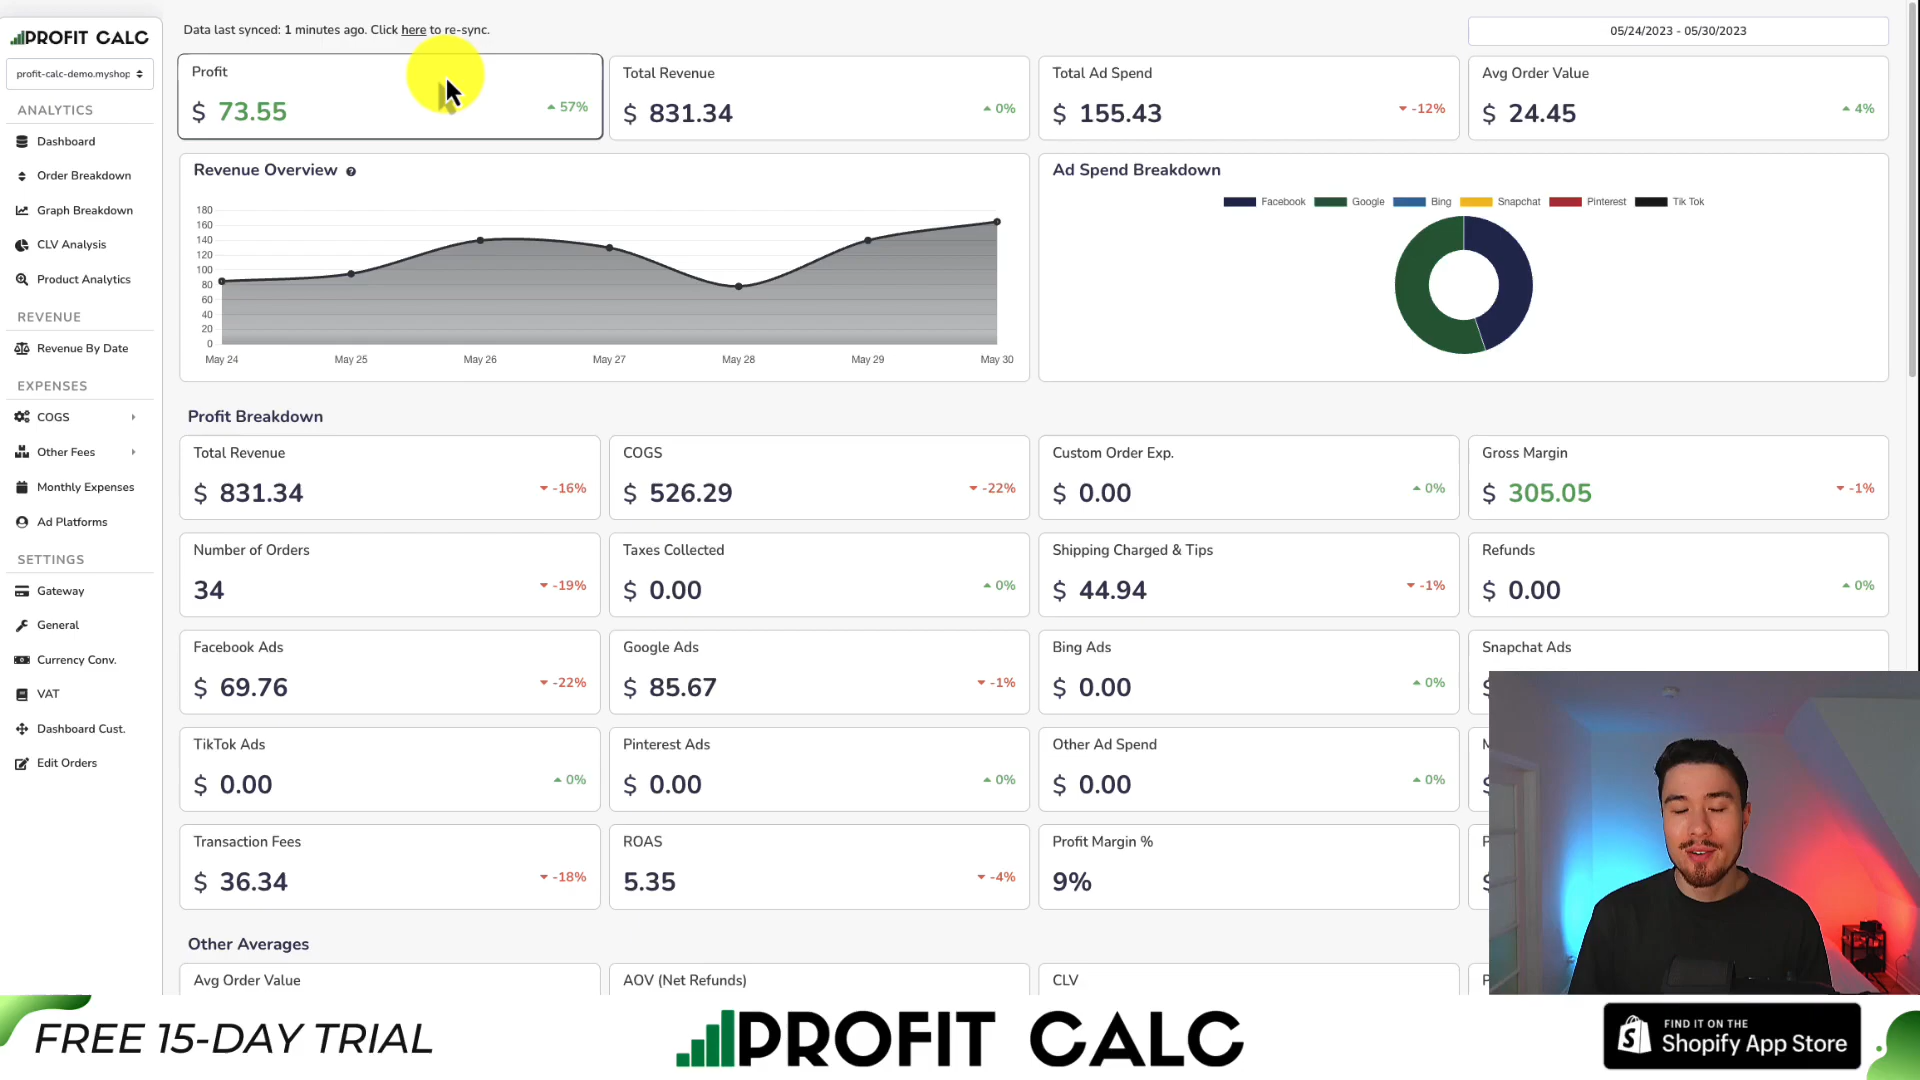 PROFIT CALC
profit-calc-demo.myshop
ANALYTICS
Dashboard
Order Breakdown
Graph Breakdown
CLV Analysis
Product Analytics
REVENUE
Revenue By Date
EXPENSES
COGS
Other Fees
Monthly Expenses
Ad Platforms
SETTINGS
Gateway
General
Currency Conv.
VAT
Dashboard Cust.
Edit Orders
Data last synced: 1 minutes ago. Click here to re-sync.
05/24/2023 - 05/30/2023
Profit
$ 73.55
57%
Total Revenue
$ 831.34
0%
Total Ad Spend
$ 155.43
-12%
Avg Order Value
$ 24.45
4%
Revenue Overview
180
160
140
120
100
80
60
40
20
0
May 24 May 25 May 26 May 27 May 28 May 29 May 30
Ad Spend Breakdown
Facebook Google Bing Snapchat Pinterest Tik Tok
Profit Breakdown
Total Revenue
$ 831.34
-16%
COGS
$ 526.29
-22%
Custom Order Exp.
$ 0.00
0%
Gross Margin
$ 305.05
-1%
Number of Orders
34
-19%
Taxes Collected
$ 0.00
0%
Shipping Charged & Tips
$ 44.94
-1%
Refunds
$ 0.00
0%
Facebook Ads
$ 69.76
-22%
Google Ads
$ 85.67
-1%
Bing Ads
$ 0.00
0%
Snapchat Ads
TikTok Ads
$ 0.00
0%
Pinterest Ads
$ 0.00
0%
Other Ad Spend
$ 0.00
0%
Transaction Fees
$ 36.34
-18%
ROAS
5.35
-4%
Profit Margin %
9%
Other Averages
Avg Order Value
AOV (Net Refunds)
CLV
FREE 15-DAY TRIAL
PROFIT CALC
FIND IT ON THE
Shopify App Store